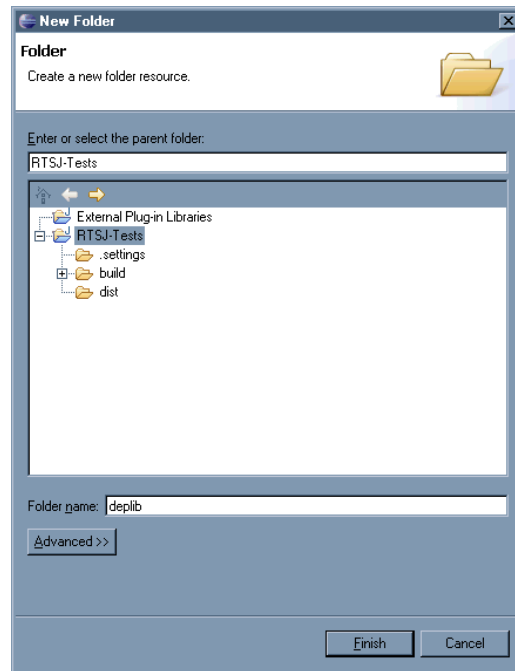 New Folder
Folder
Create a new folder resource.
Enter or select the parent folder:
RTSJ-Tests
External Plug-in Libraries
RTSJ-Tests
.settings
build
dist
Folder name: deplib
Advanced >>
Finish Cancel